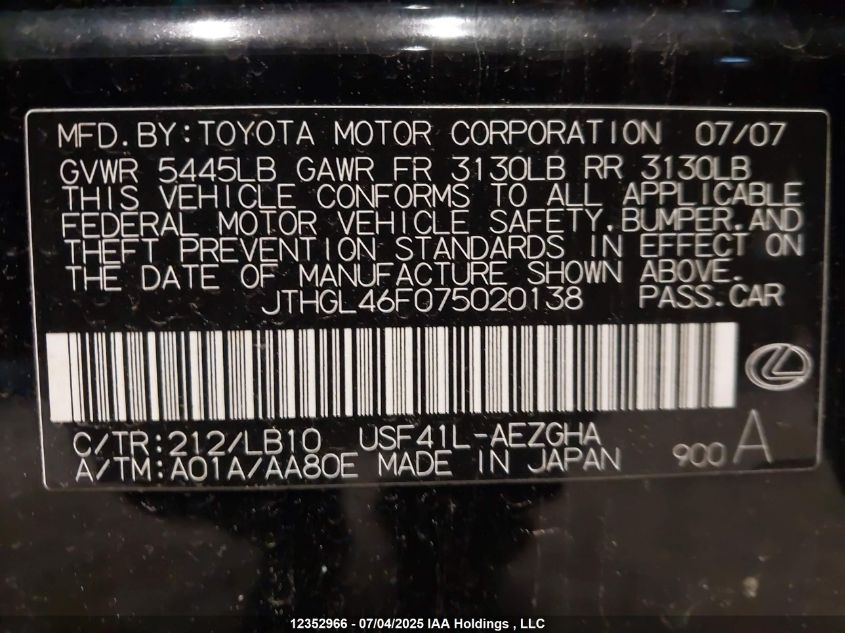 MFD.BY:TOYOTA MOTOR CORPORATION 07/07
GVWR 5445LB GAWR FR 3130LB RR 3130LB
THIS VEHICLE CONFORMS TO ALL APPLICABLE
FEDERAL MOTOR VEHICLE SAFETY.BUMPER.AND
THEFT PREVENTION STANDARDS IN EFFECT ON
THE DATE OF MANUFACTURE SHOWN ABOVE.
JTHGL46F075020138 PASS.CAR
C/TR:212/LB10 USF41L-AEZGHA
A/TM:A01A/AA80E MADE IN JAPAN 900 A
12352966 - 07/04/2025 IAA Holdings , LLC